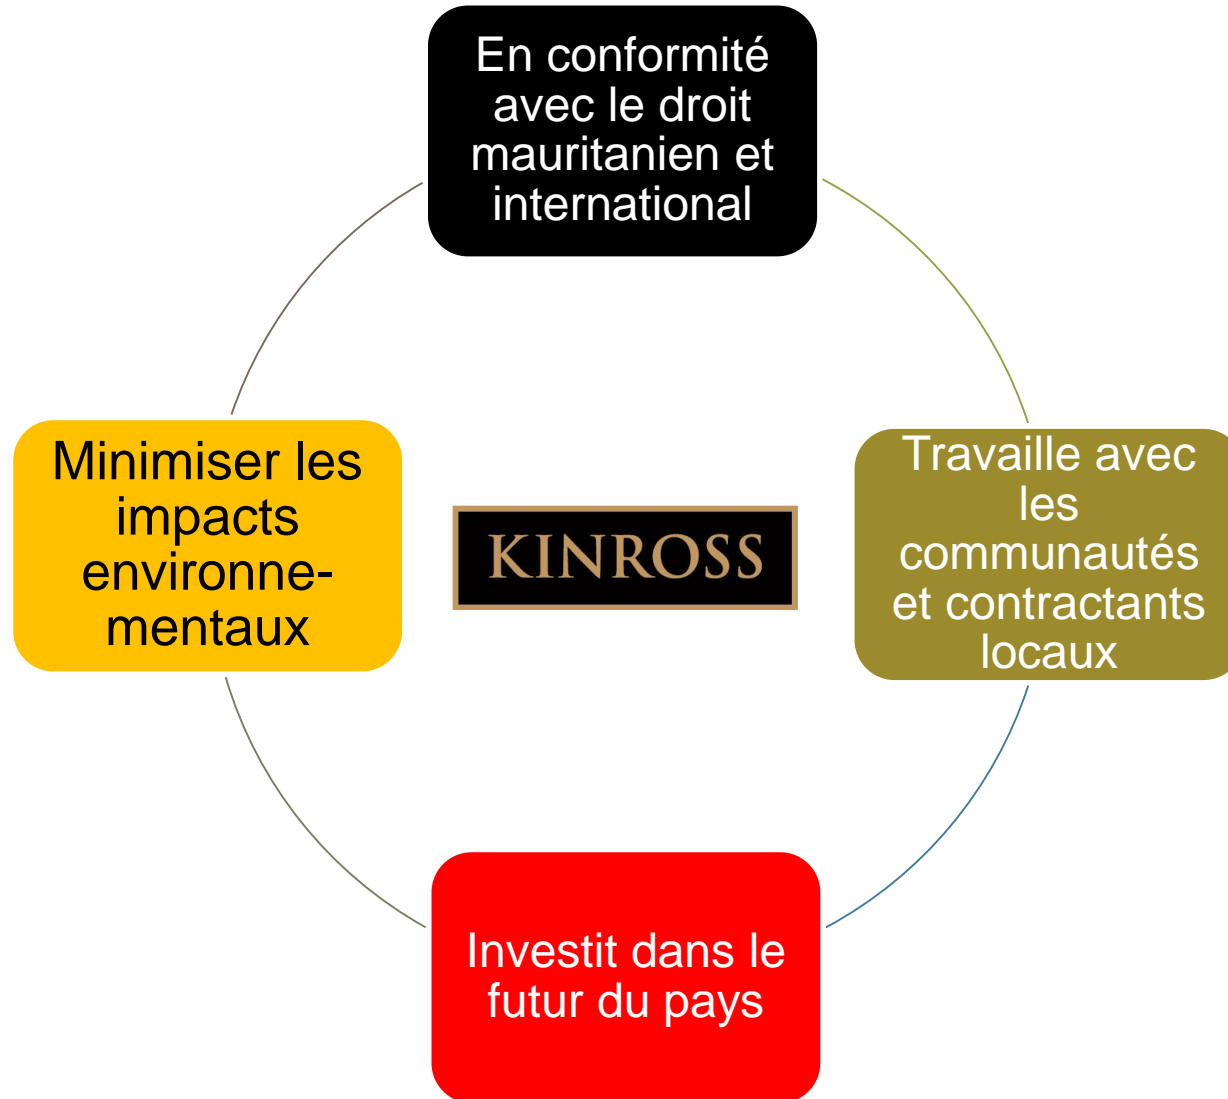 En conformité
avec le droit
mauritanien et
international
Minimiser les
impacts
environne-
mentaux
KINROSS
Travaille avec
les
communautés
et contractants
locaux
Investit dans le
futur du pays